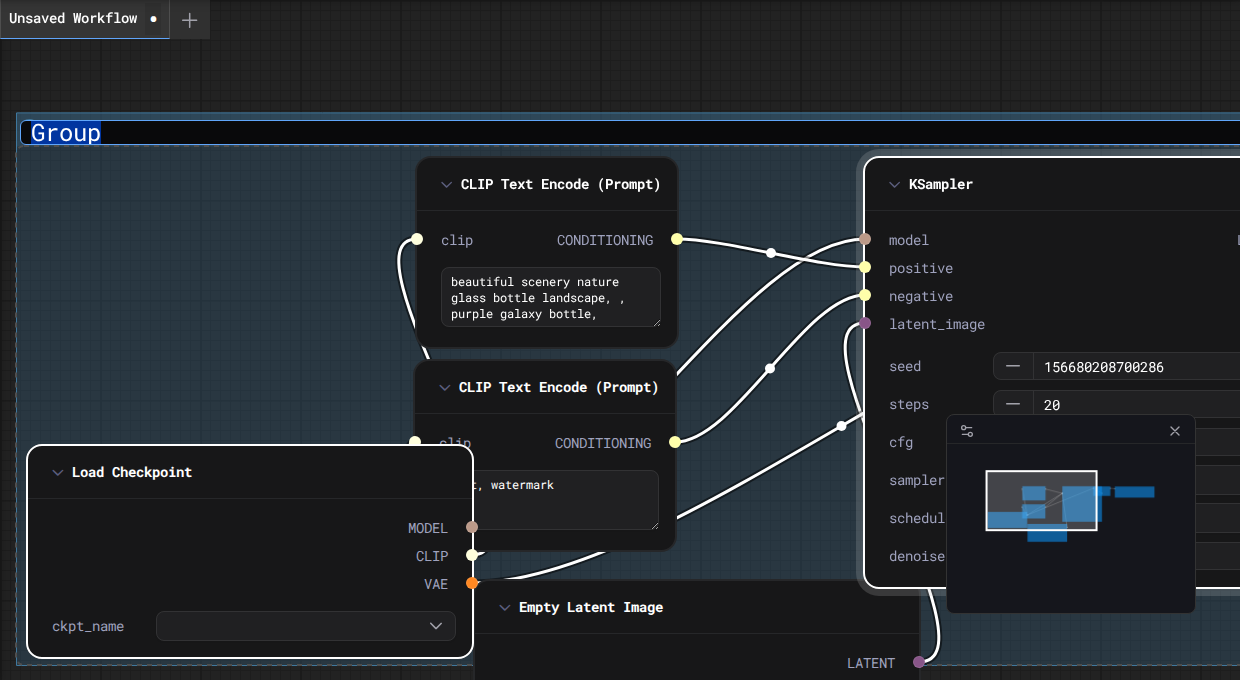 Unsaved Workflow
Group
CLIP Text Encode (Prompt)
clip
CONDITIONING
beautiful scenery nature
glass bottle landscape, ,
purple galaxy bottle,
CLIP Text Encode (Prompt)
clip
CONDITIONING
, watermark
Load Checkpoint
MODEL
CLIP
VAE
ckpt_name
Empty Latent Image
LATENT
KSampler
model
positive
negative
latent_image
seed
156680208700286
steps
20
cfg
sampler
schedul
denoise